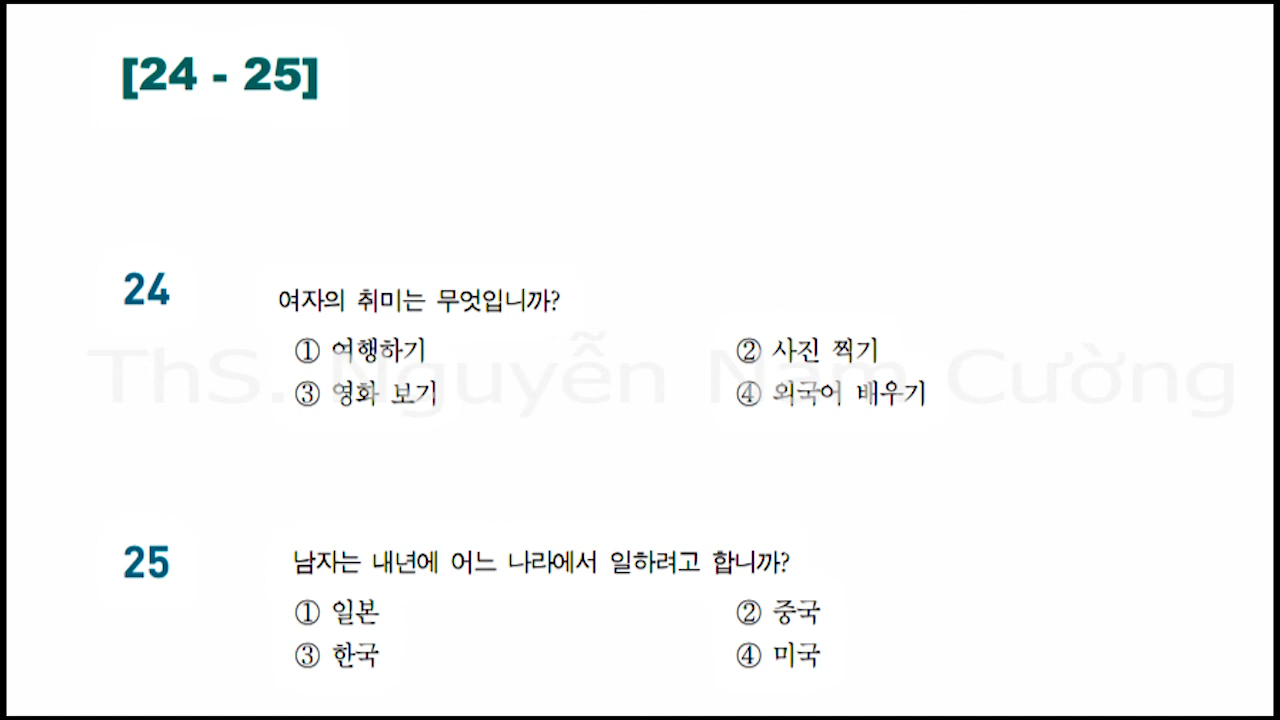 [24 - 25]
24 여자의 취미는 무엇입니까?
① 여행하기 ② 사진 찍기
③ 영화 보기 ④ 외국어 배우기
ThS. Nguyễn Nam Cường
25 남자는 내년에 어느 나라에서 일하려고 합니까?
① 일본 ② 중국
③ 한국 ④ 미국